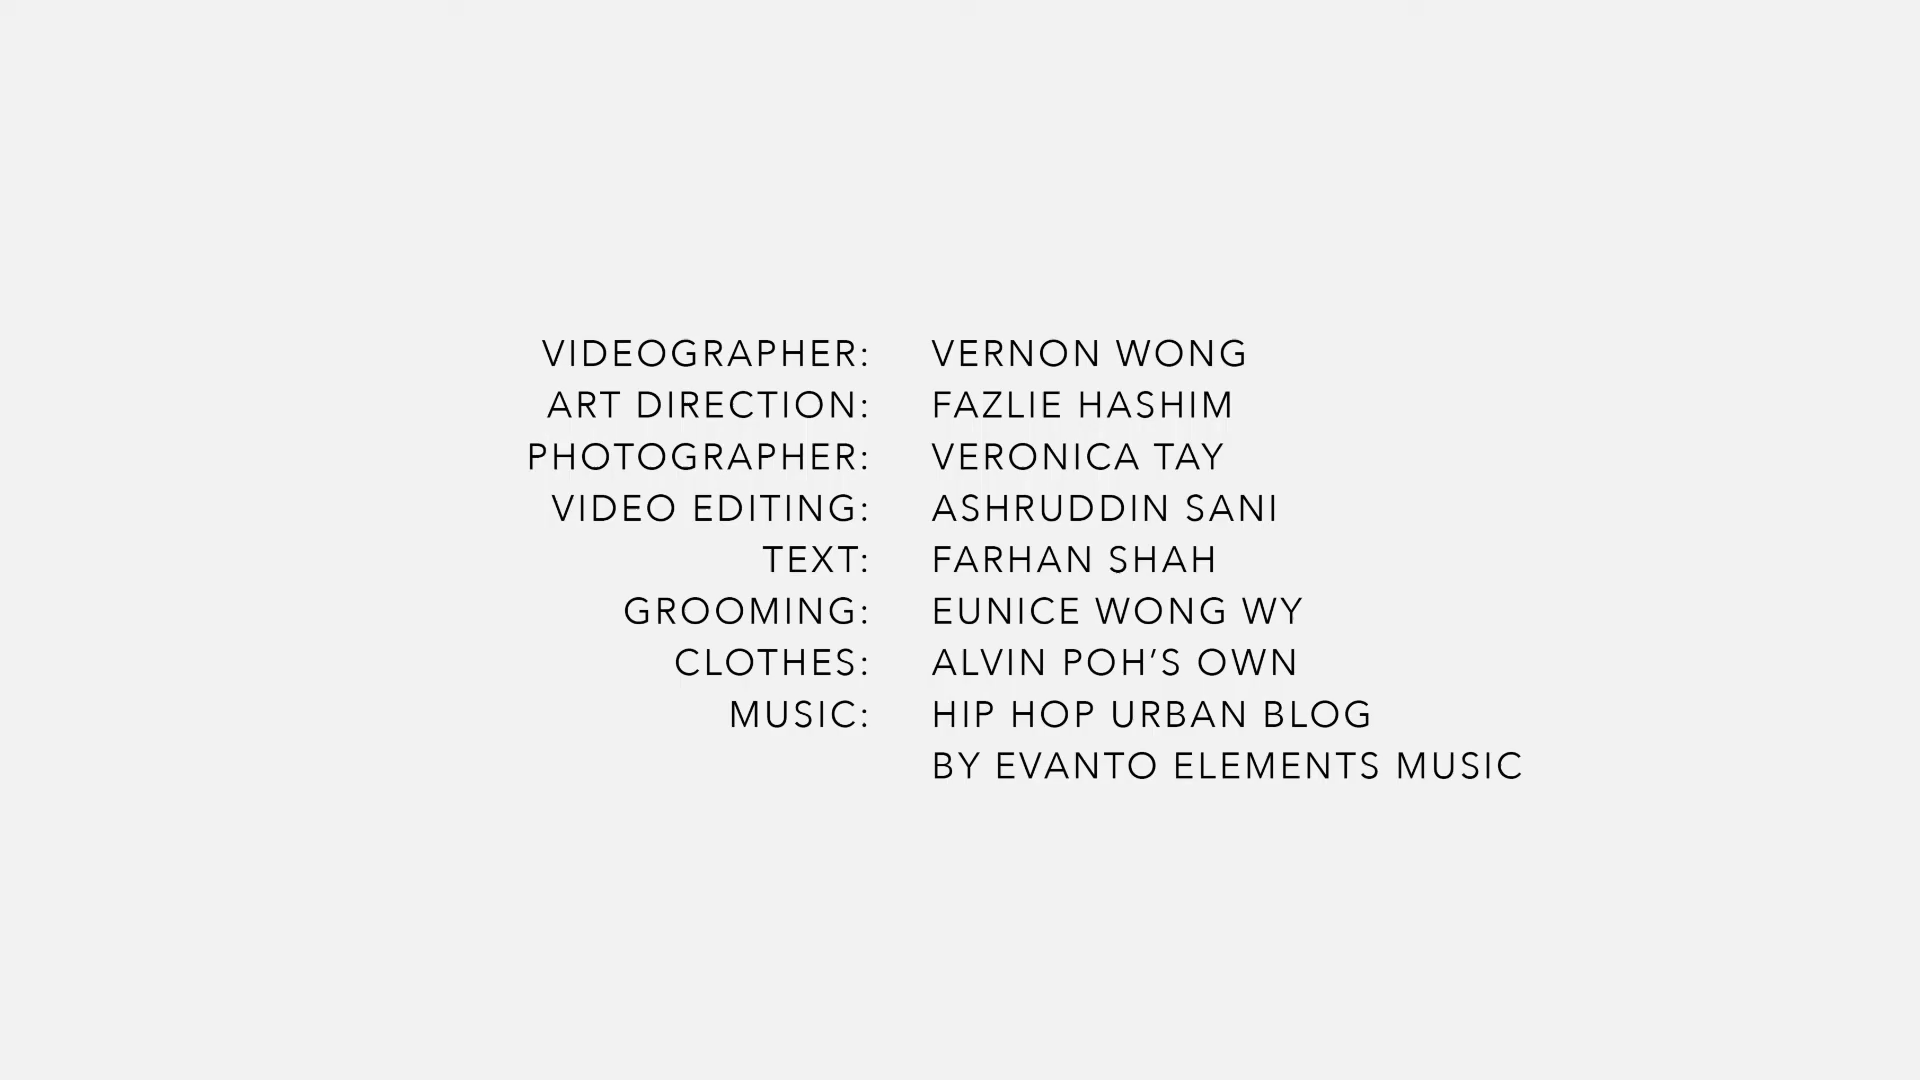 VIDEOGRAPHER: VERNON WONG
ART DIRECTION: FAZLIE HASHIM
PHOTOGRAPHER: VERONICA TAY
VIDEO EDITING: ASHRUDDIN SANI
TEXT: FARHAN SHAH
GROOMING: EUNICE WONG WY
CLOTHES: ALVIN POH’S OWN
MUSIC: HIP HOP URBAN BLOG
BY EVANTO ELEMENTS MUSIC